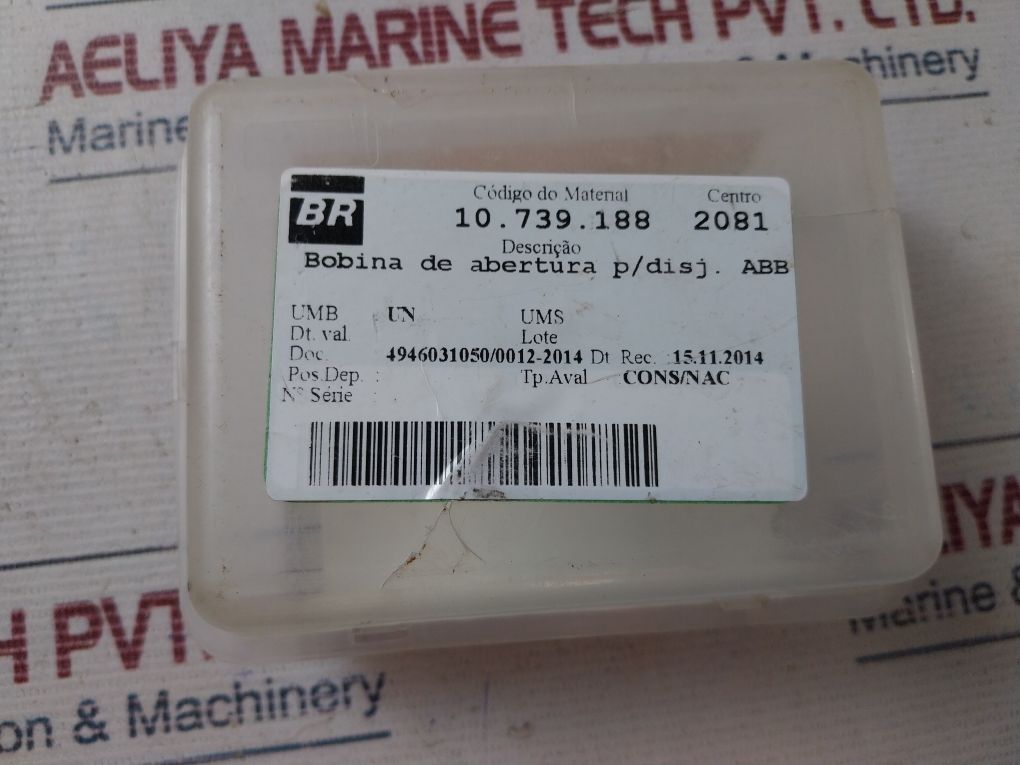 AELIYA MARINE TECH PVT. LTD.
Marine
& Machinery
BR
Código do Material Centro
10.739.188 2081
Descrição
Bobina de abertura p/disj. ABB
UMB : UN UMS
Dt. val. Lote
Doc. 4946031050/0012-2014 Dt Rec. :15.11.2014
Pos.Dep. : Tp.Aval : CONS/NAC
Nº Série :
H PVT.
on & Machinery
IYA
Marine &